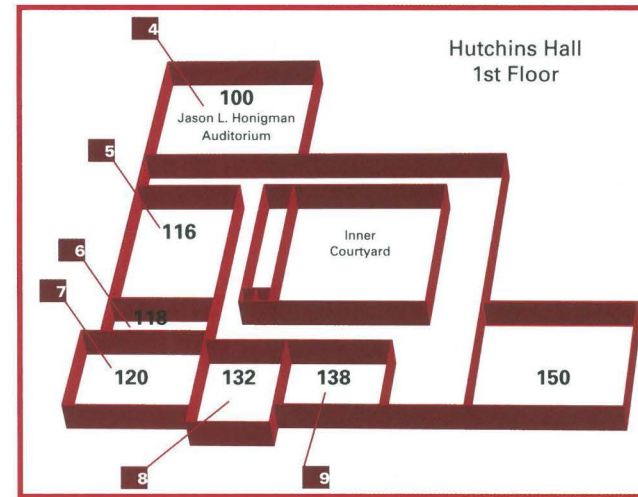 4
Hutchins Hall
1st Floor
100
Jason L. Honigman
Auditorium
5
116
Inner
Courtyard
6
7
118
120
132
138
150
8
9